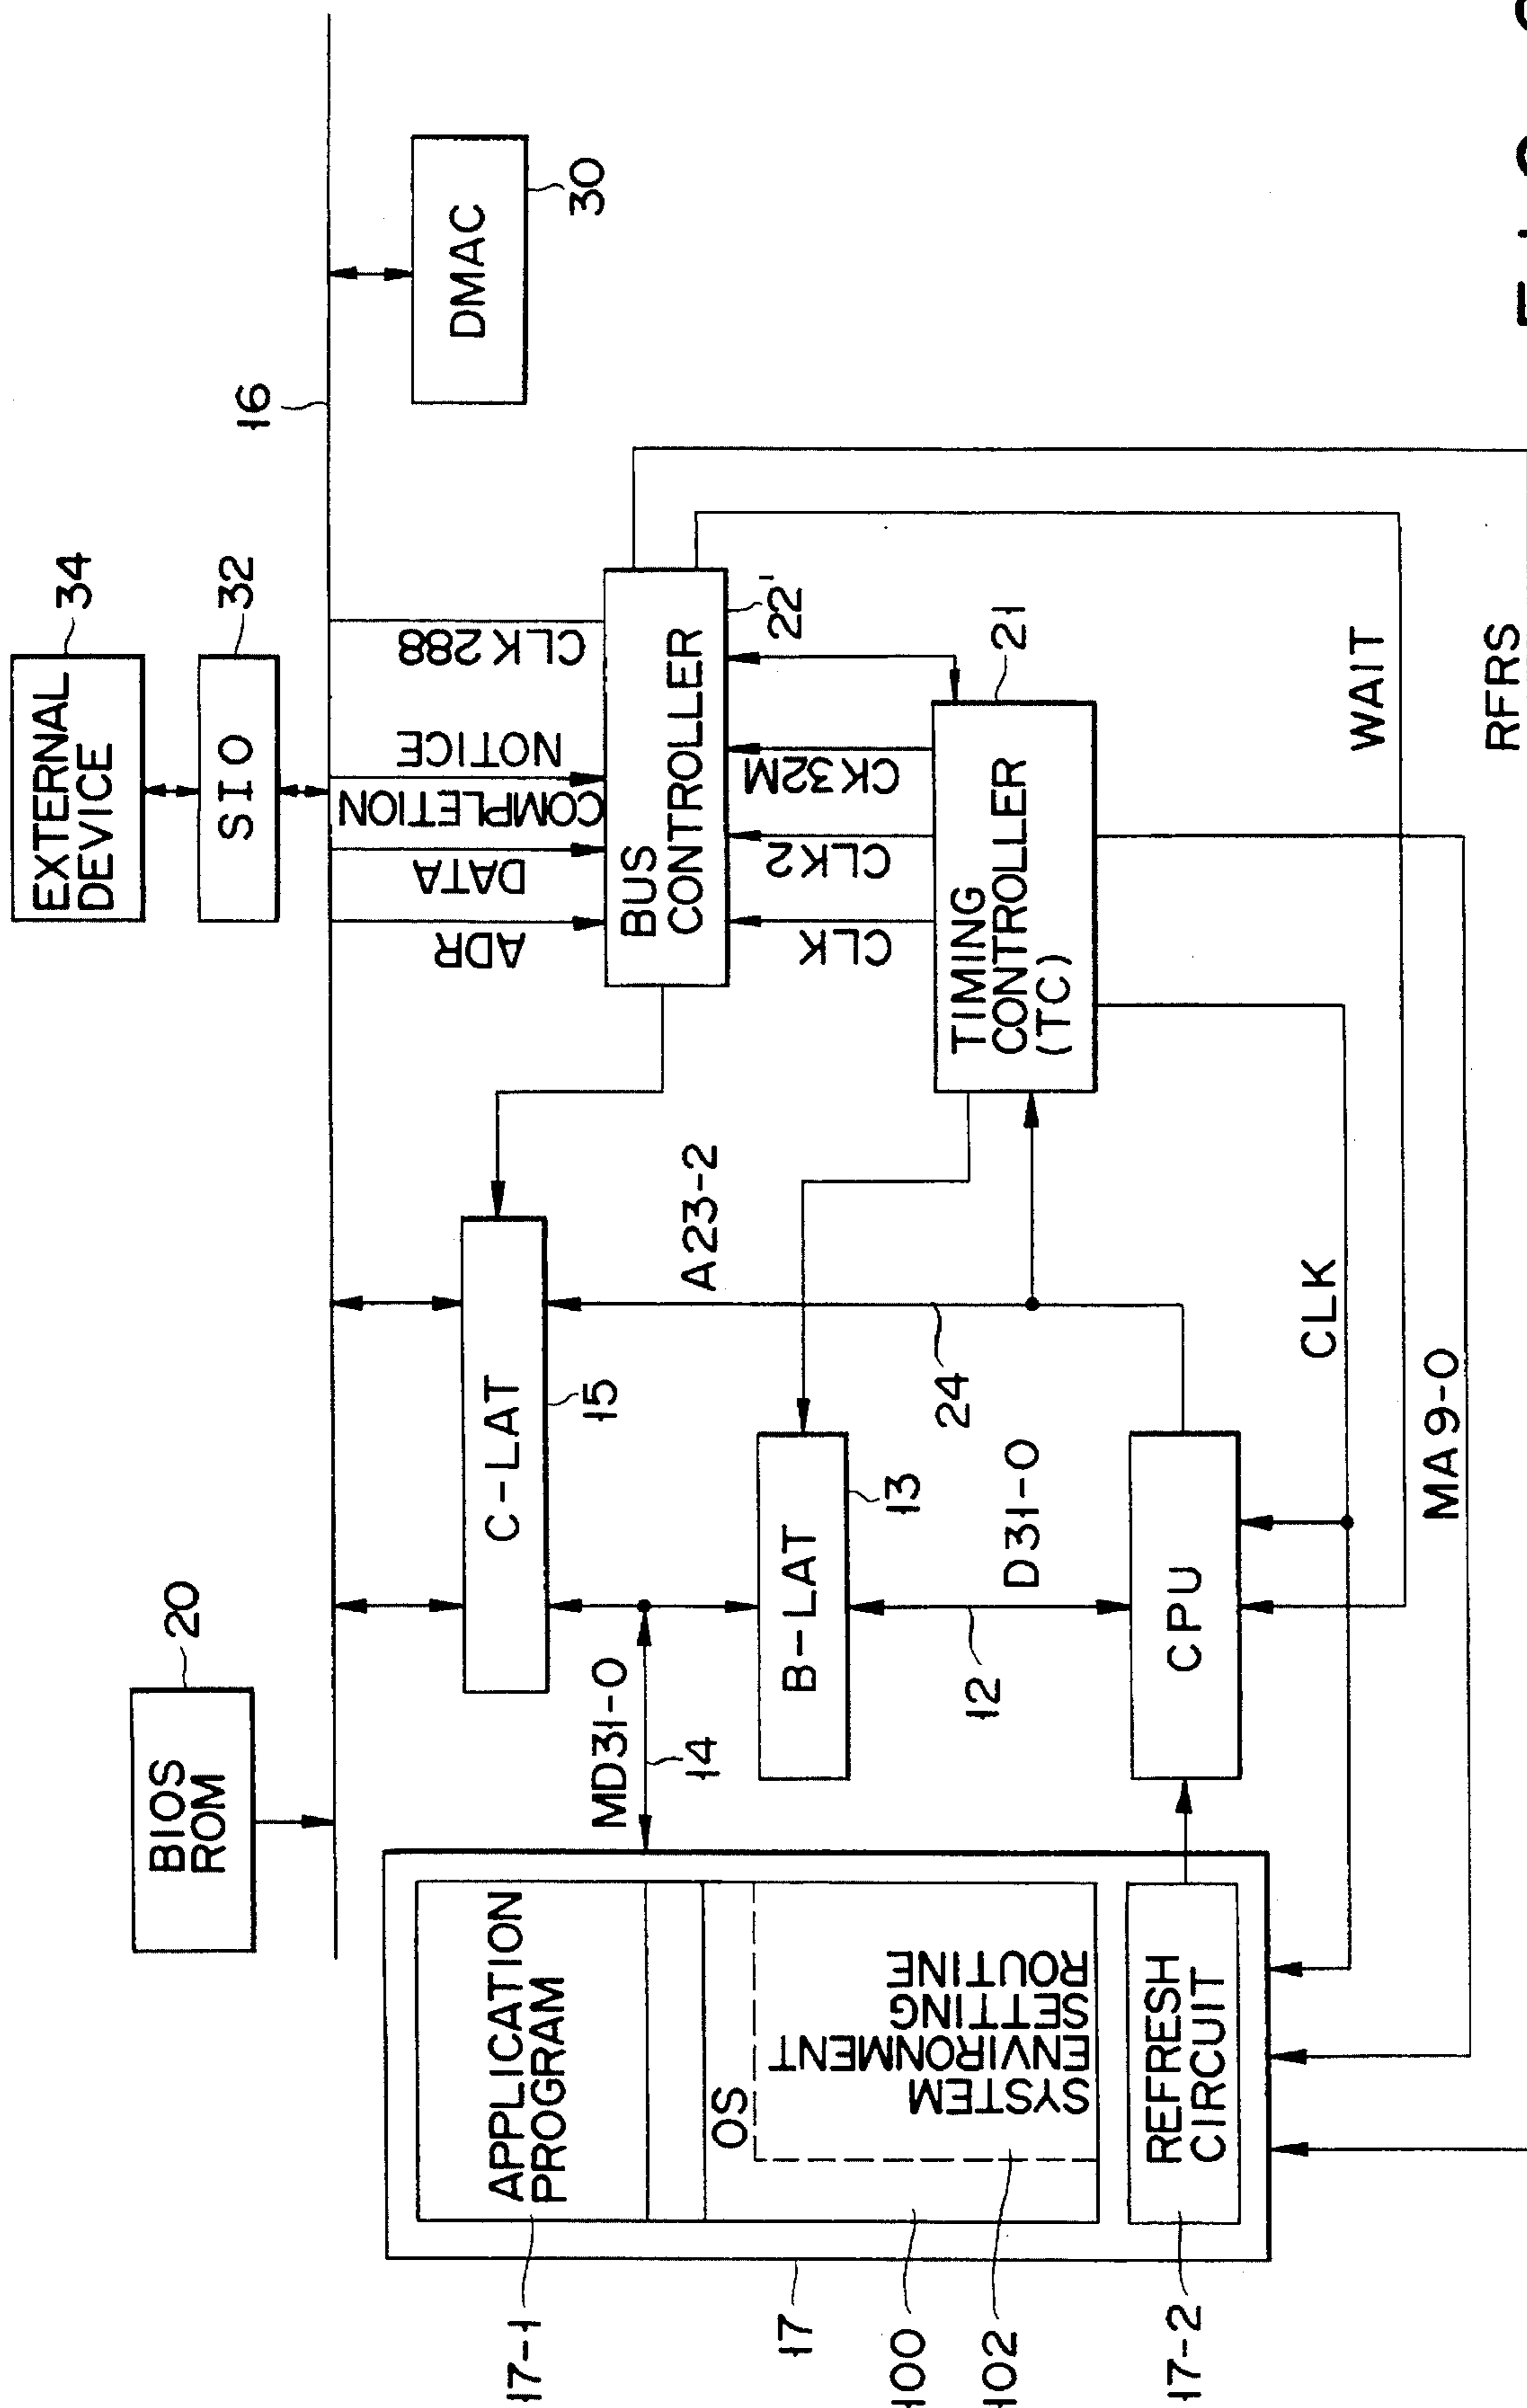 EXTERNAL
DEVICE
34
SIO
32
16
DMAC
30
BIOS
ROM
20
ADR
DATA
COMPLETION
NOTICE
CLK288
BUS
CONTROLLER
22'
C-LAT
15
A23-2
CLK
CLK2
CK32M
TIMING
CONTROLLER
(TC)
21
MD31-0
14
B-LAT
13
24
D31-0
12
CPU
CLK
WAIT
MA9-0
RFRS
APPLICATION
PROGRAM
OS
SYSTEM
ENVIRONMENT
SETTING
ROUTINE
REFRESH
CIRCUIT
17-1
17
100
102
17-2